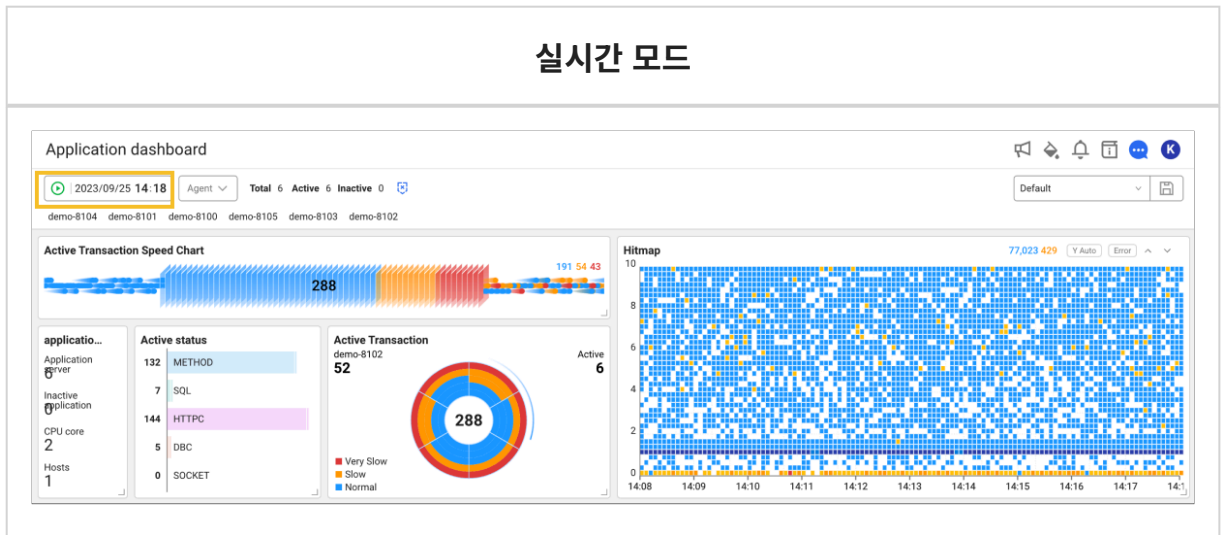 실시간 모드
Application dashboard
K
2023/09/25 14:18 Agent Total 6 Active 6 Inactive 0 Default
demo-8104 demo-8101 demo-8100 demo-8105 demo-8103 demo-8102
Active Transaction Speed Chart
191 54 43
288
Hitmap
77,023 429 Y Auto Error
10
8
6
4
2
0
14:08 14:09 14:10 14:11 14:12 14:13 14:14 14:15 14:16 14:17 14:1
applicatio...
Application
server
6
Inactive
application
0
CPU core
2
Hosts
1
Active status
132 METHOD
7 SQL
144 HTTPC
5 DBC
0 SOCKET
Active Transaction
demo-8102 Active
52 6
288
Very Slow
Slow
Normal